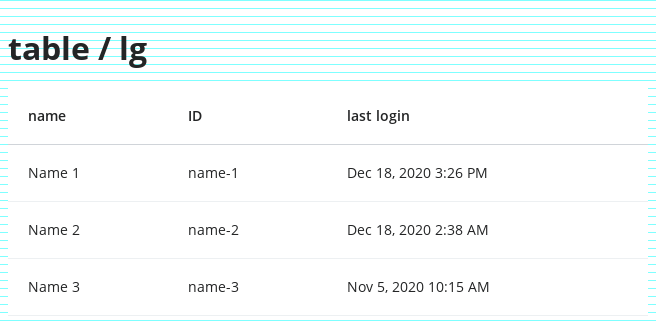 table / lg
name ID last login
Name 1 name-1 Dec 18, 2020 3:26 PM
Name 2 name-2 Dec 18, 2020 2:38 AM
Name 3 name-3 Nov 5, 2020 10:15 AM